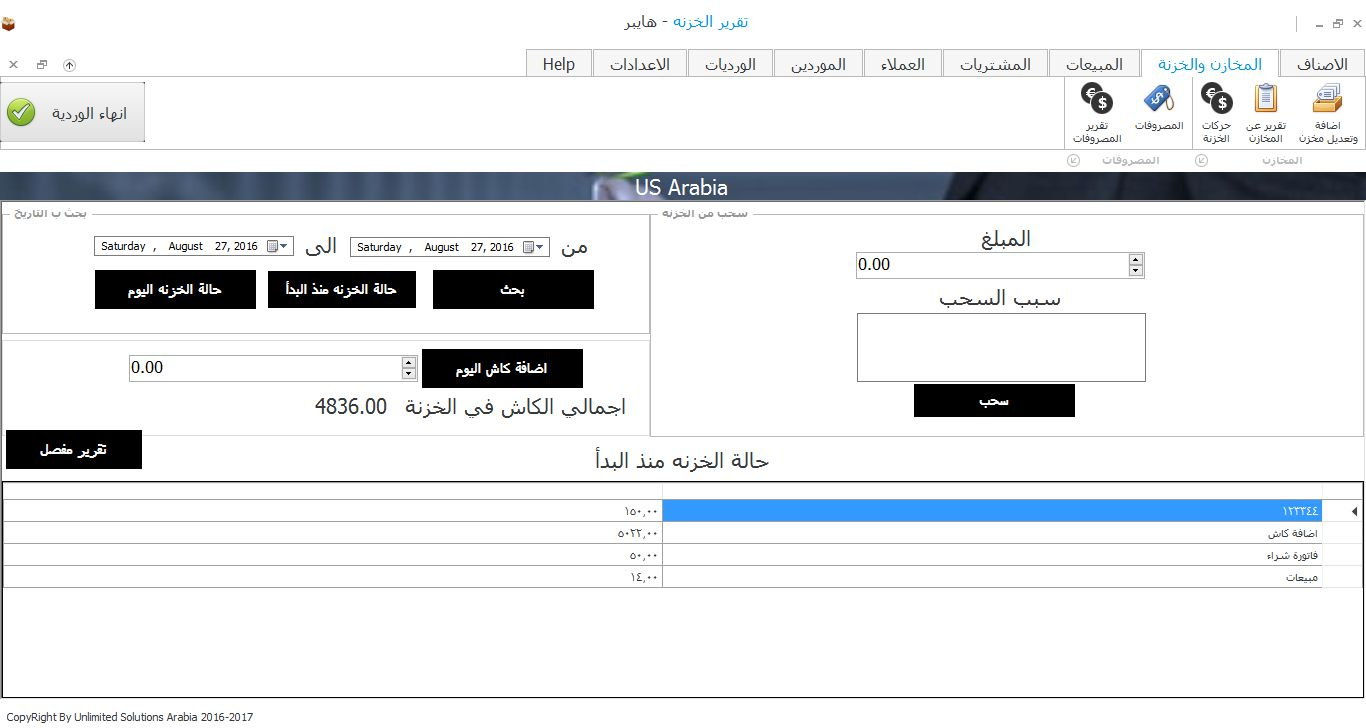 تقرير الخزنه - هايبر
الاصناف
المخازن والخزنة
المبيعات
المشتريات
العملاء
الموردين
الورديات
الاعدادات
Help
اضافة وتعديل مخزن
تقرير عن المخازن
حركات الخزنة
المصروفات
تقرير المصروفات
انهاء الوردية
المخازن
المصروفات
US Arabia
سحب من الخزنة
المبلغ
0.00
سبب السحب
سحب
بحث ب التاريخ
من Saturday , August 27, 2016 الى Saturday , August 27, 2016
بحث
حالة الخزنه منذ البدأ
حالة الخزنه اليوم
اضافة كاش اليوم
0.00
اجمالي الكاش في الخزنة 4836.00
تقرير مفصل
حالة الخزنه منذ البدأ
١٢٣٣٤٤ ١٥٠,٠٠
اضافة كاش ٥٠٢٢,٠٠
فاتورة شراء ٥٠,٠٠
مبيعات ١٤,٠٠
CopyRight By Unlimited Solutions Arabia 2016-2017